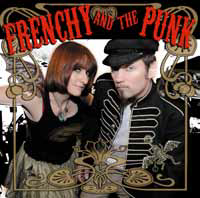 FRENCHY AND THE PUNK